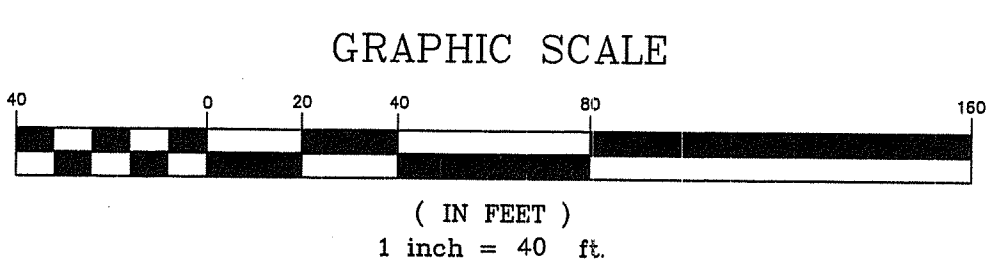 GRAPHIC SCALE
40 0 20 40 80 160
( IN FEET )
1 inch = 40 ft.